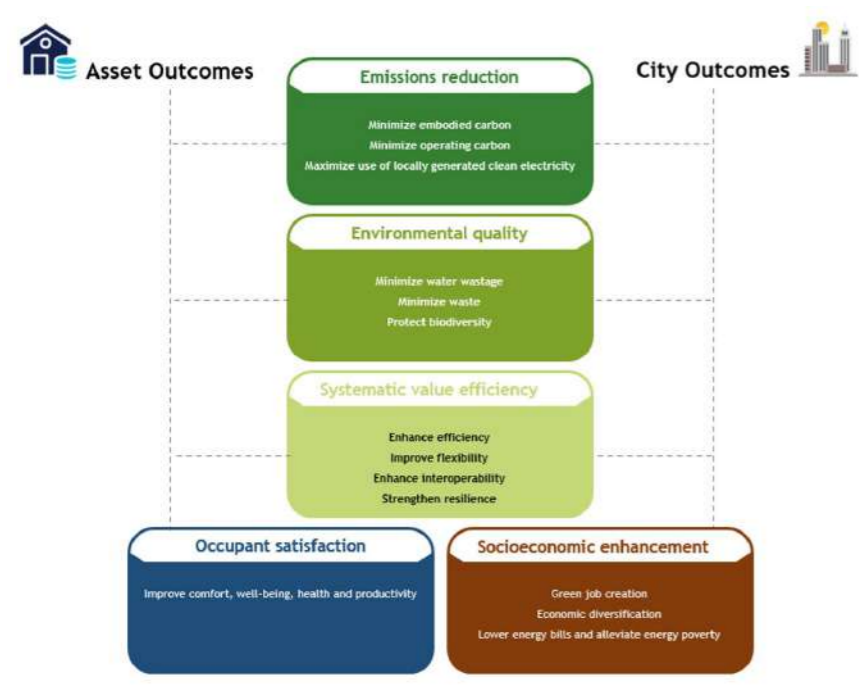 Asset Outcomes
City Outcomes
Emissions reduction
Minimize embodied carbon
Minimize operating carbon
Maximize use of locally generated clean electricity
Environmental quality
Minimize water wastage
Minimize waste
Protect biodiversity
Systematic value efficiency
Enhance efficiency
Improve flexibility
Enhance interoperability
Strengthen resilience
Occupant satisfaction
Improve comfort, well-being, health and productivity
Socioeconomic enhancement
Green job creation
Economic diversification
Lower energy bills and alleviate energy poverty